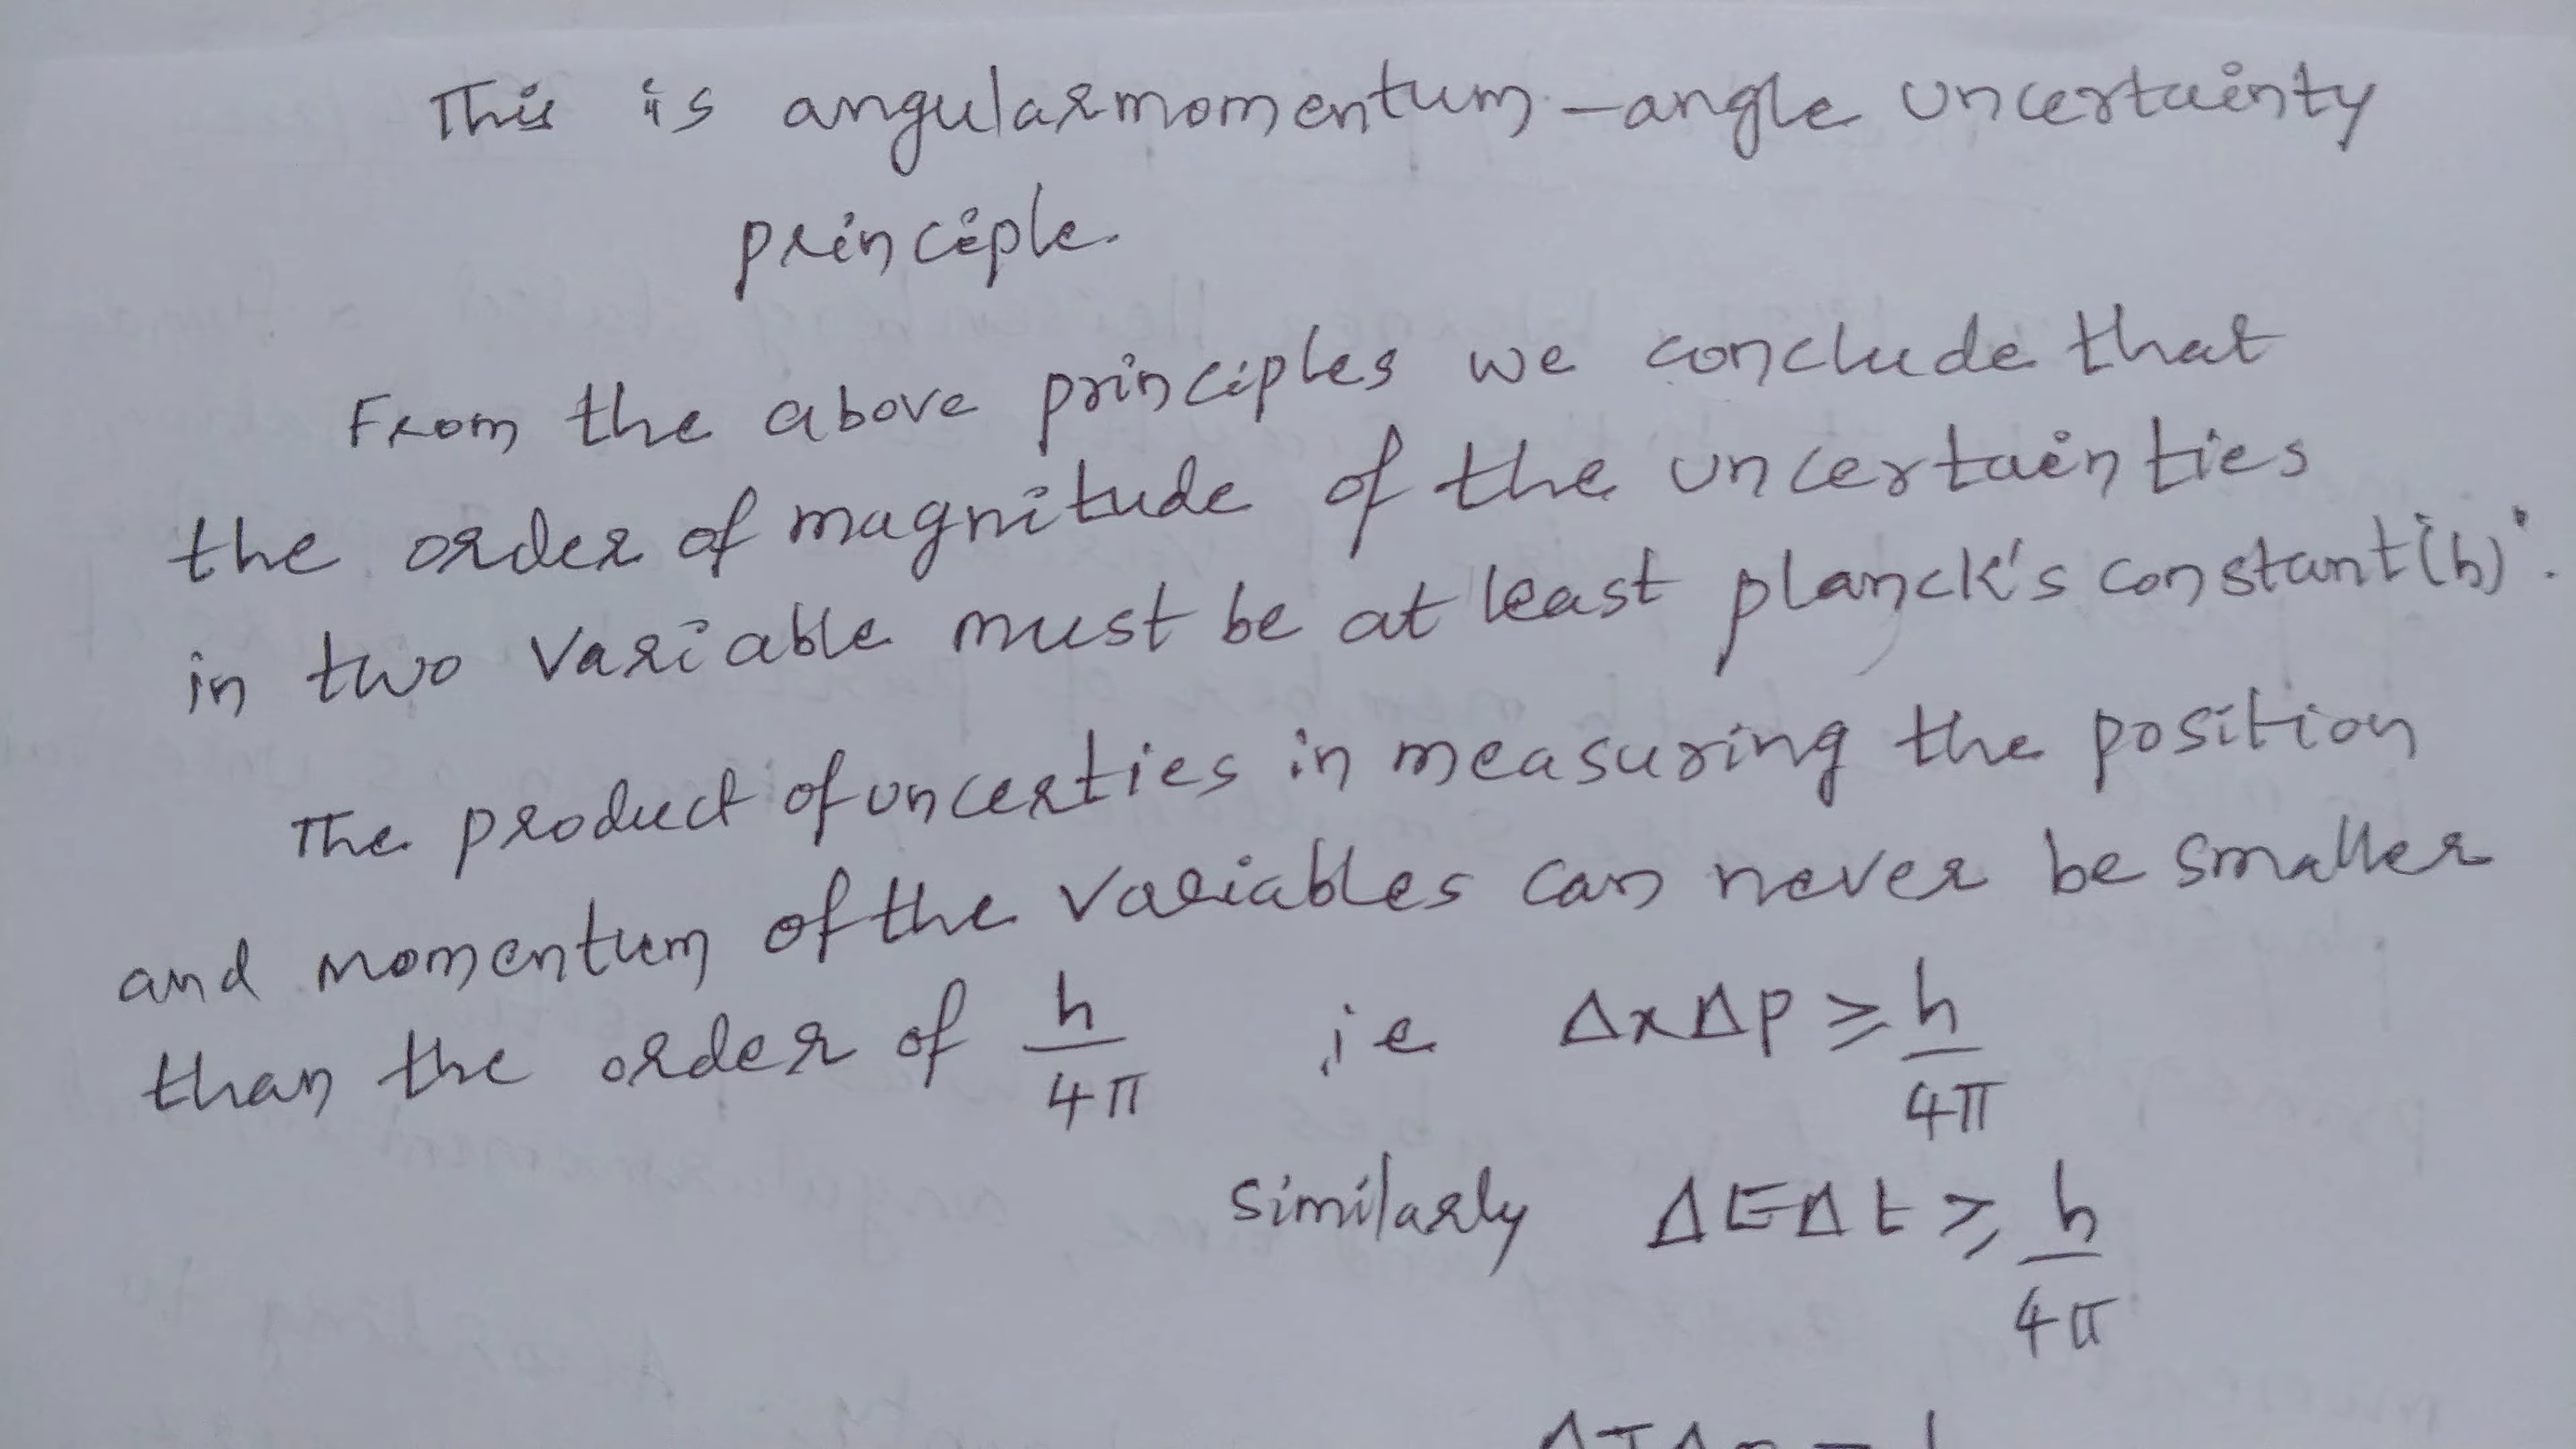 This is angularmomentum - angle uncertainty
principle.
From the above principles we conclude that
the order of magnitude of the uncertainties
in two variable must be at least planck's constant (h).
The product of uncerties in measuring the position
and momentum of the variables can never be smaller
than the order of h/4π ie ΔxΔp ≥ h/4π
Similarly ΔEΔt ≥ h/4π